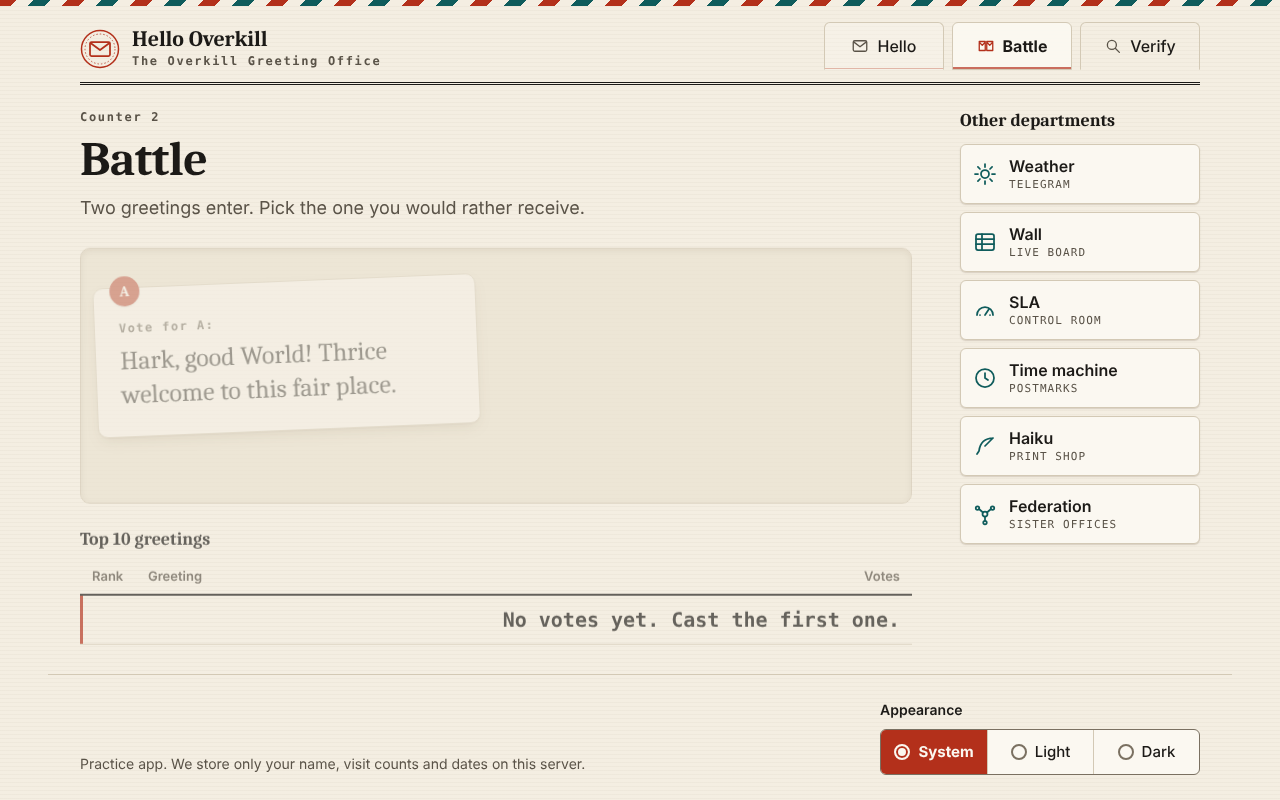 Hello Overkill
The Overkill Greeting Office
Hello
Battle
Verify
Counter 2
Battle
Two greetings enter. Pick the one you would rather receive.
A
Vote for A:
Hark, good World! Thrice
welcome to this fair place.
Top 10 greetings
Rank Greeting Votes
No votes yet. Cast the first one.
Other departments
Weather
TELEGRAM
Wall
LIVE BOARD
SLA
CONTROL ROOM
Time machine
POSTMARKS
Haiku
PRINT SHOP
Federation
SISTER OFFICES
Practice app. We store only your name, visit counts and dates on this server.
Appearance
System
Light
Dark